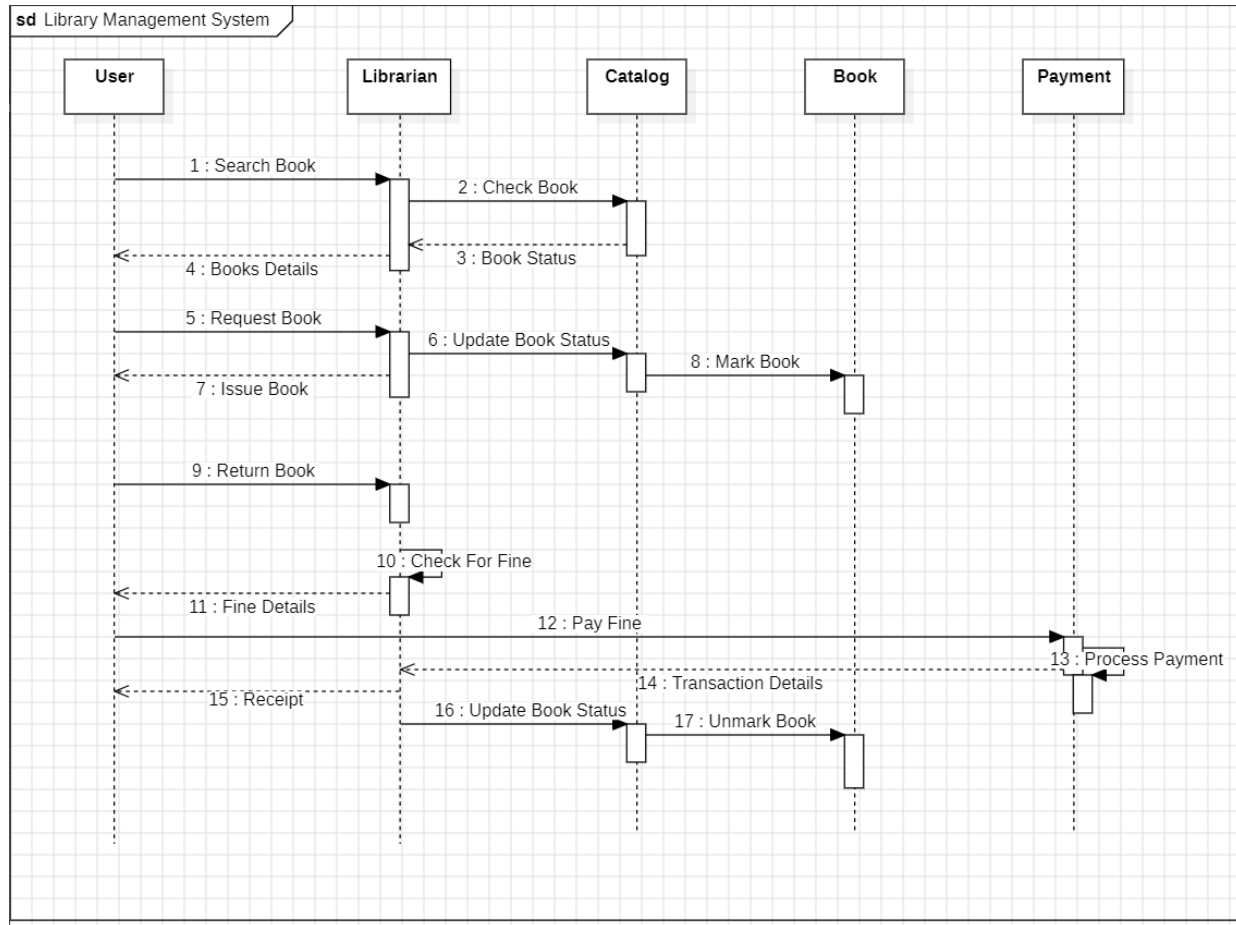 sd Library Management System
User
Librarian
Catalog
Book
Payment
1 : Search Book
2 : Check Book
3 : Book Status
4 : Books Details
5 : Request Book
6 : Update Book Status
7 : Issue Book
8 : Mark Book
9 : Return Book
10 : Check For Fine
11 : Fine Details
12 : Pay Fine
13 : Process Payment
14 : Transaction Details
15 : Receipt
16 : Update Book Status
17 : Unmark Book